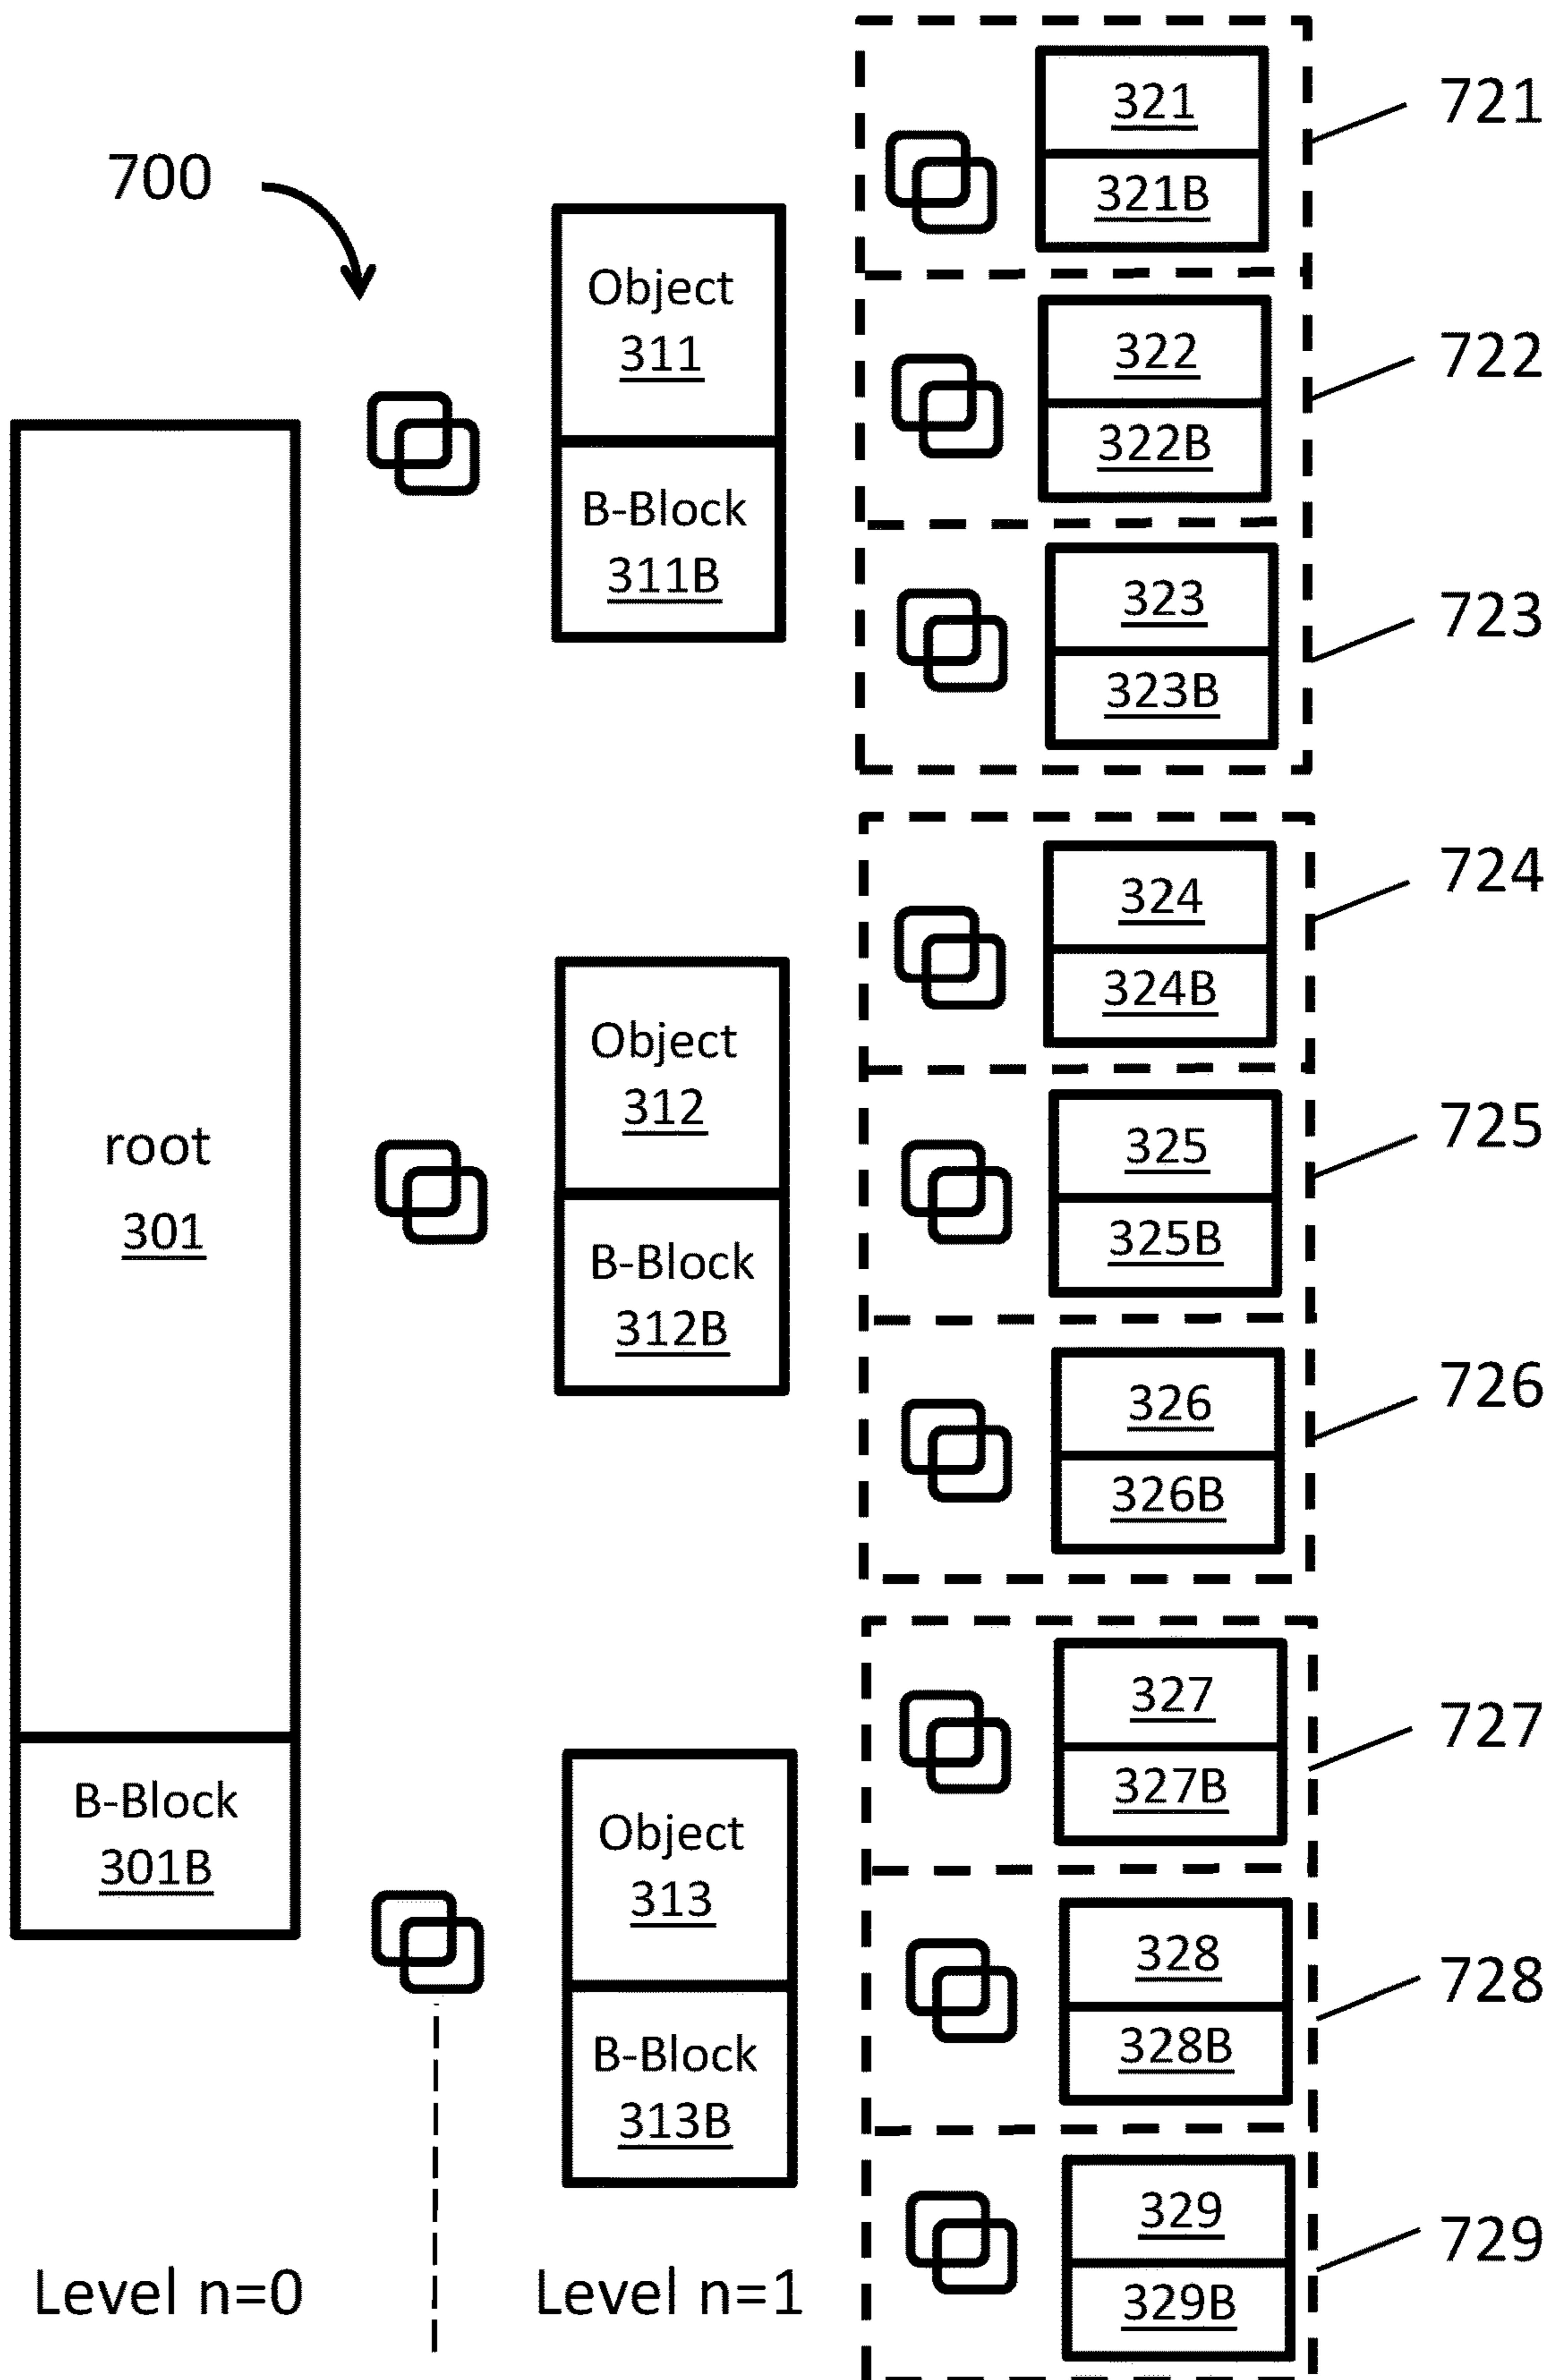 700
root
301
B-Block
301B
Level n=0
Object
311
B-Block
311B
Object
312
B-Block
312B
Object
313
B-Block
313B
Level n=1
321
321B
721
322
322B
722
323
323B
723
324
324B
724
325
325B
725
326
326B
726
327
327B
727
328
328B
728
329
329B
729